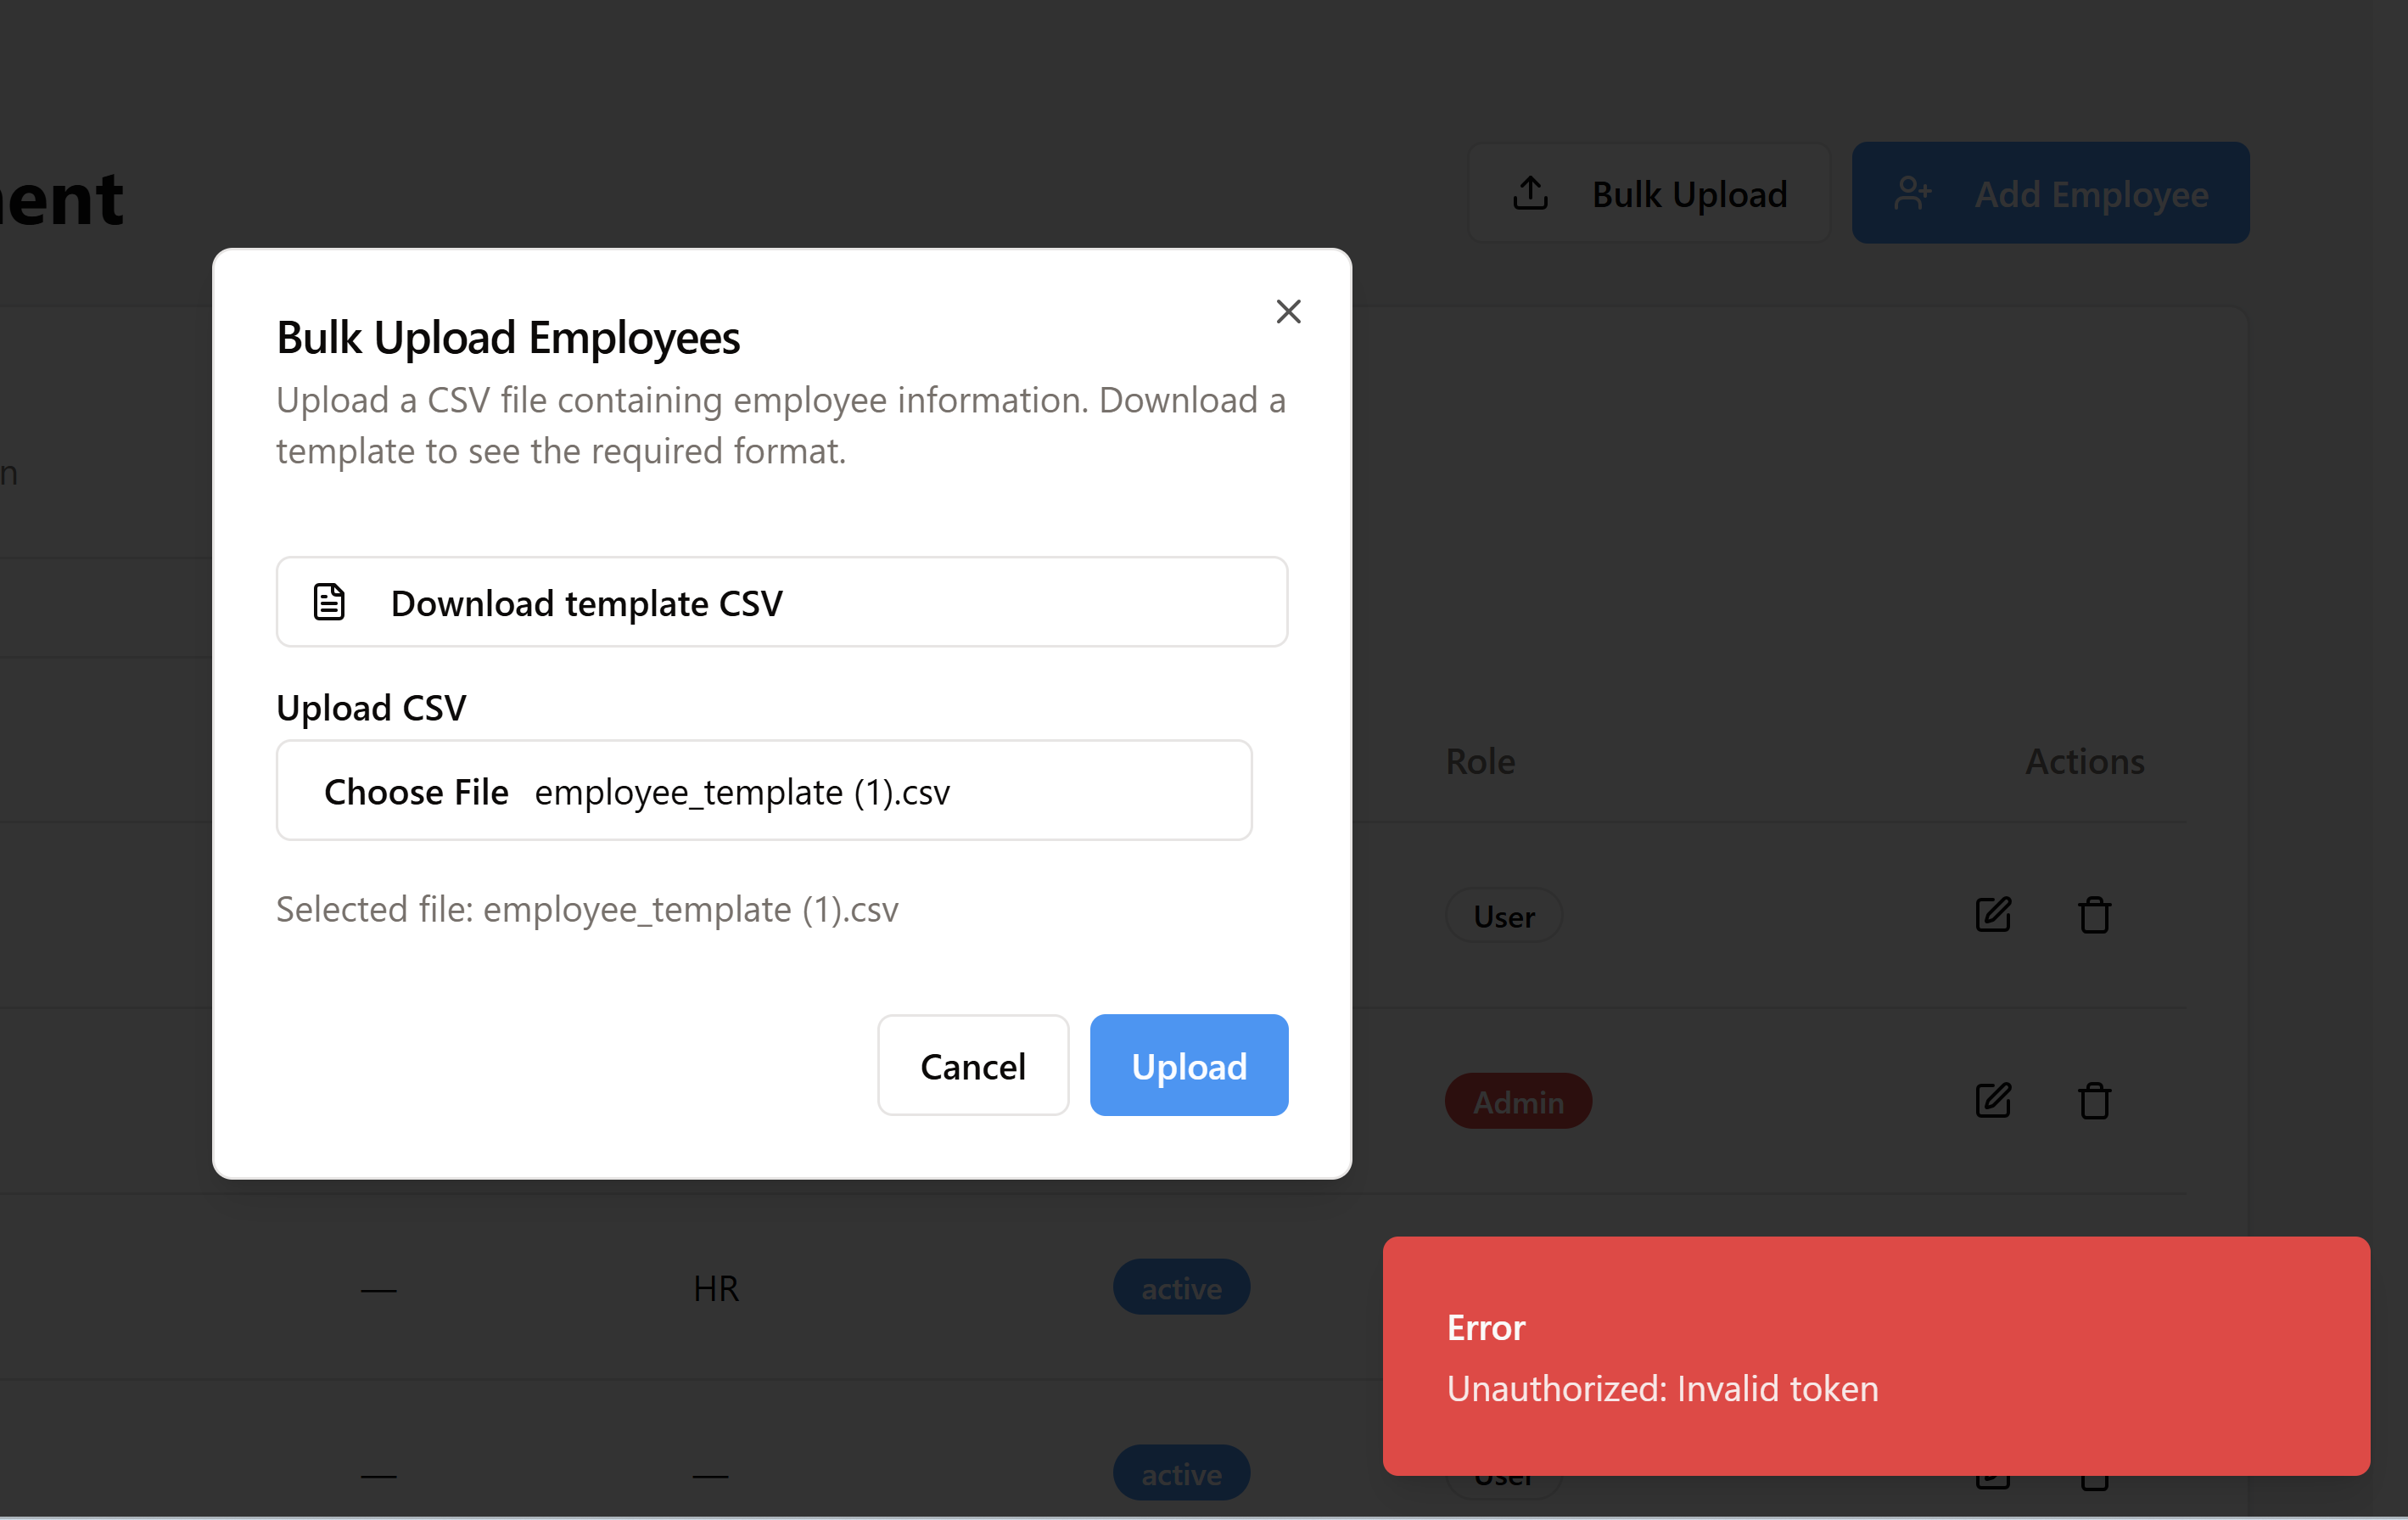 ent
Bulk Upload
Add Employee
Bulk Upload Employees
Upload a CSV file containing employee information. Download a
template to see the required format.
n
Download template CSV
Upload CSV
Choose File employee_template (1).csv
Selected file: employee_template (1).csv
Cancel
Upload
Role
Actions
User
Admin
—
HR
active
—
—
active
User
Error
Unauthorized: Invalid token